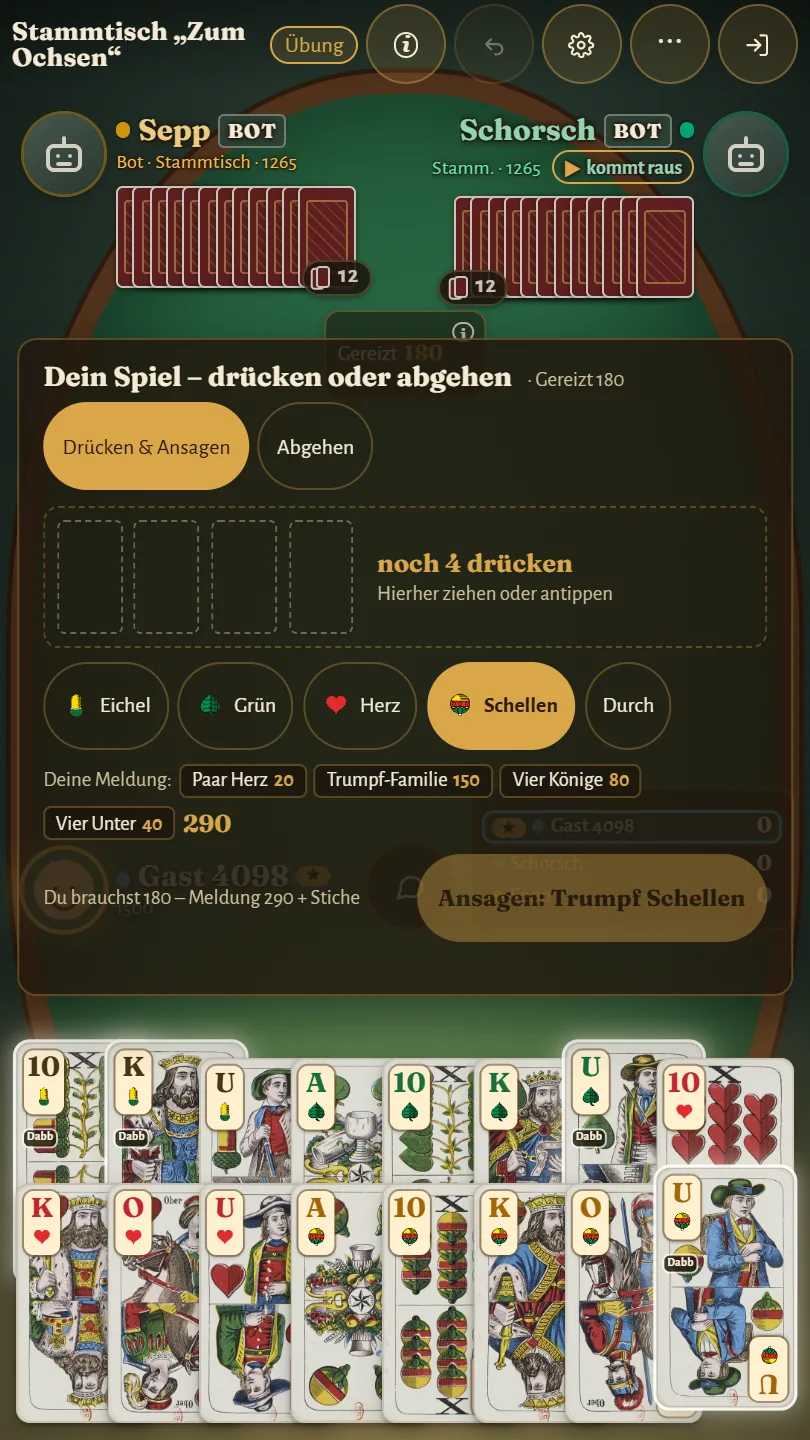 Stammtisch „Zum Ochsen“
Übung
Sepp BOT
Bot · Stammtisch · 1265
Schorsch BOT
Stamm. · 1265 ▶ kommt raus
12
12
Gereizt 180
Dein Spiel – drücken oder abgehen · Gereizt 180
Drücken & Ansagen
Abgehen
noch 4 drücken
Hierher ziehen oder antippen
Eichel
Grün
Herz
Schellen
Durch
Deine Meldung: Paar Herz 20 Trumpf-Familie 150 Vier Könige 80
Vier Unter 40 290
Gast 4098 0
Schorsch 0
Gast 4098
1500
0
Du brauchst 180 – Meldung 290 + Stiche
Ansagen: Trumpf Schellen
10 X K U A 10 X K U 10 X
Dabb Dabb Dabb
K O Ober U A 10 X K O U
Dabb
Ober
X
U